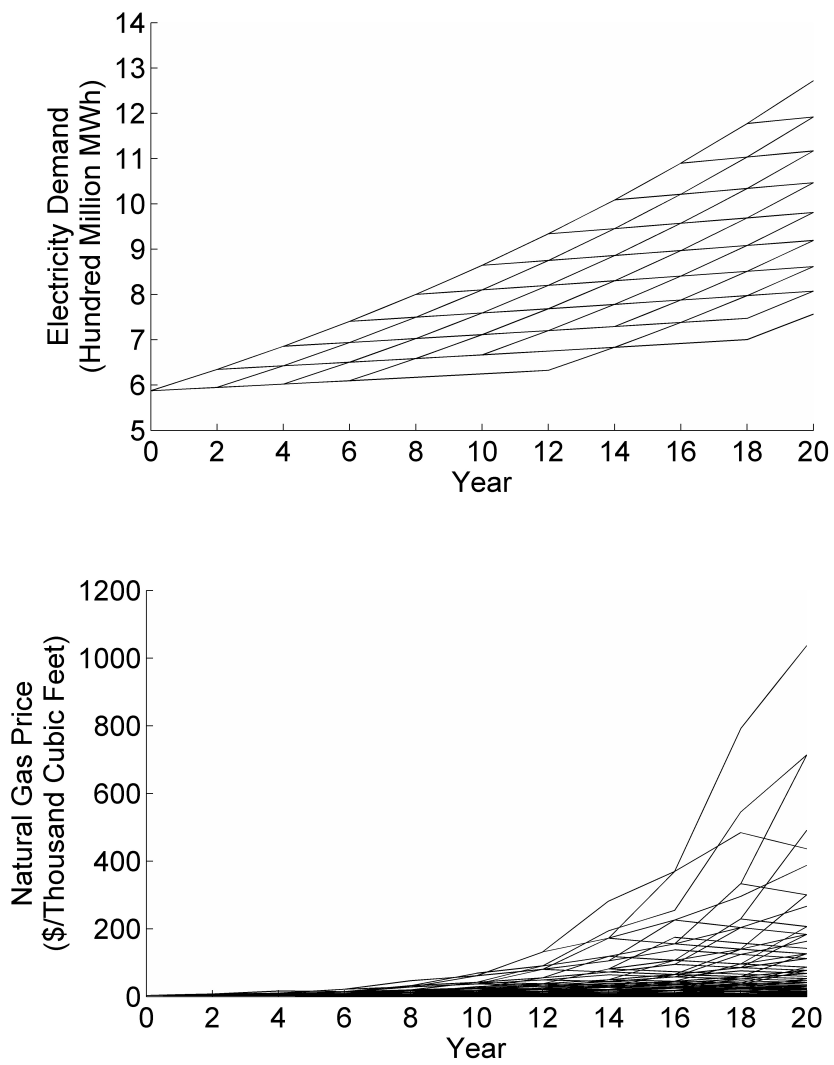 14
13
12
11
10
9
8
7
6
5
Electricity Demand
(Hundred Million MWh)
0 2 4 6 8 10 12 14 16 18 20
Year
1200
1000
800
600
400
200
0
Natural Gas Price
($/Thousand Cubic Feet)
0 2 4 6 8 10 12 14 16 18 20
Year